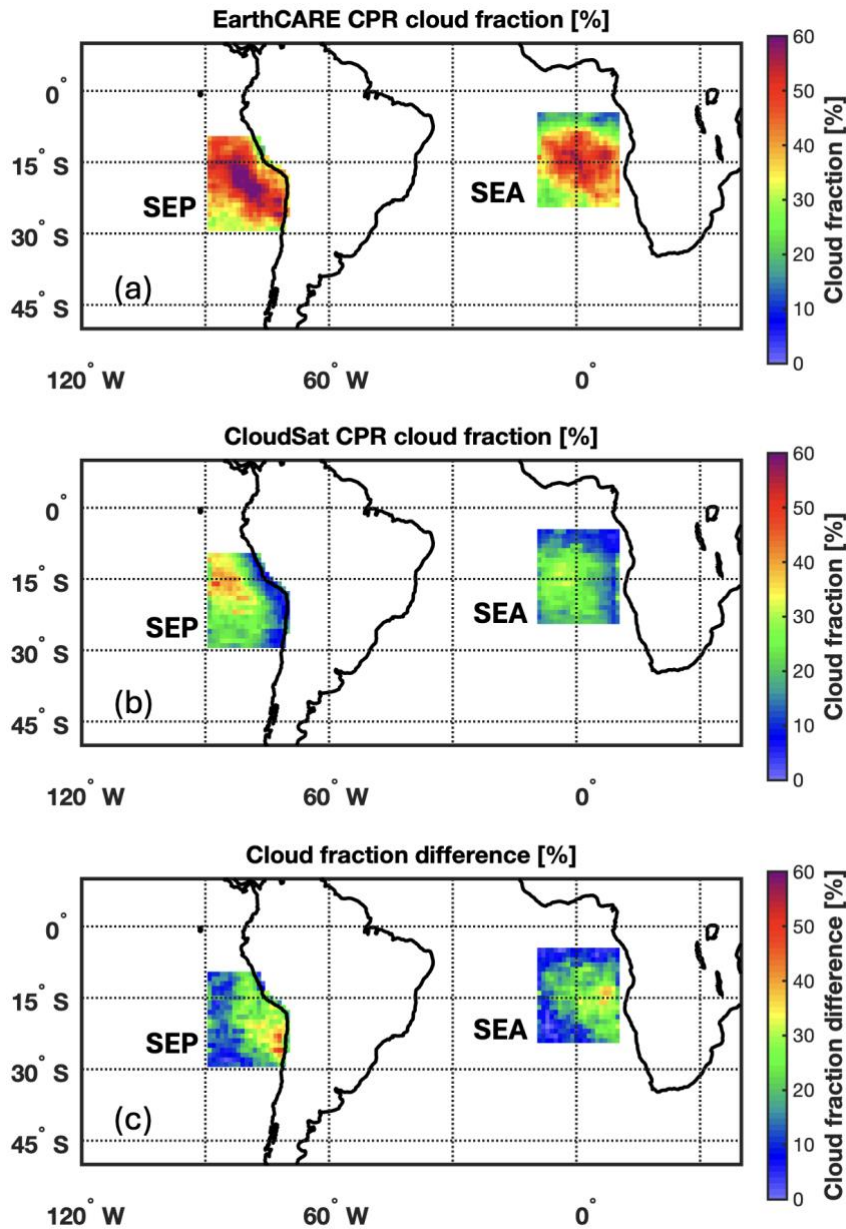 EarthCARE CPR cloud fraction [%]
0°
15° S
30° S
45° S
SEP
SEA
(a)
120° W
60° W
0°
60
50
40
30
20
10
0
Cloud fraction [%]
CloudSat CPR cloud fraction [%]
0°
15° S
30° S
45° S
SEP
SEA
(b)
120° W
60° W
0°
60
50
40
30
20
10
0
Cloud fraction [%]
Cloud fraction difference [%]
0°
15° S
30° S
45° S
SEP
SEA
(c)
120° W
60° W
0°
60
50
40
30
20
10
0
Cloud fraction difference [%]